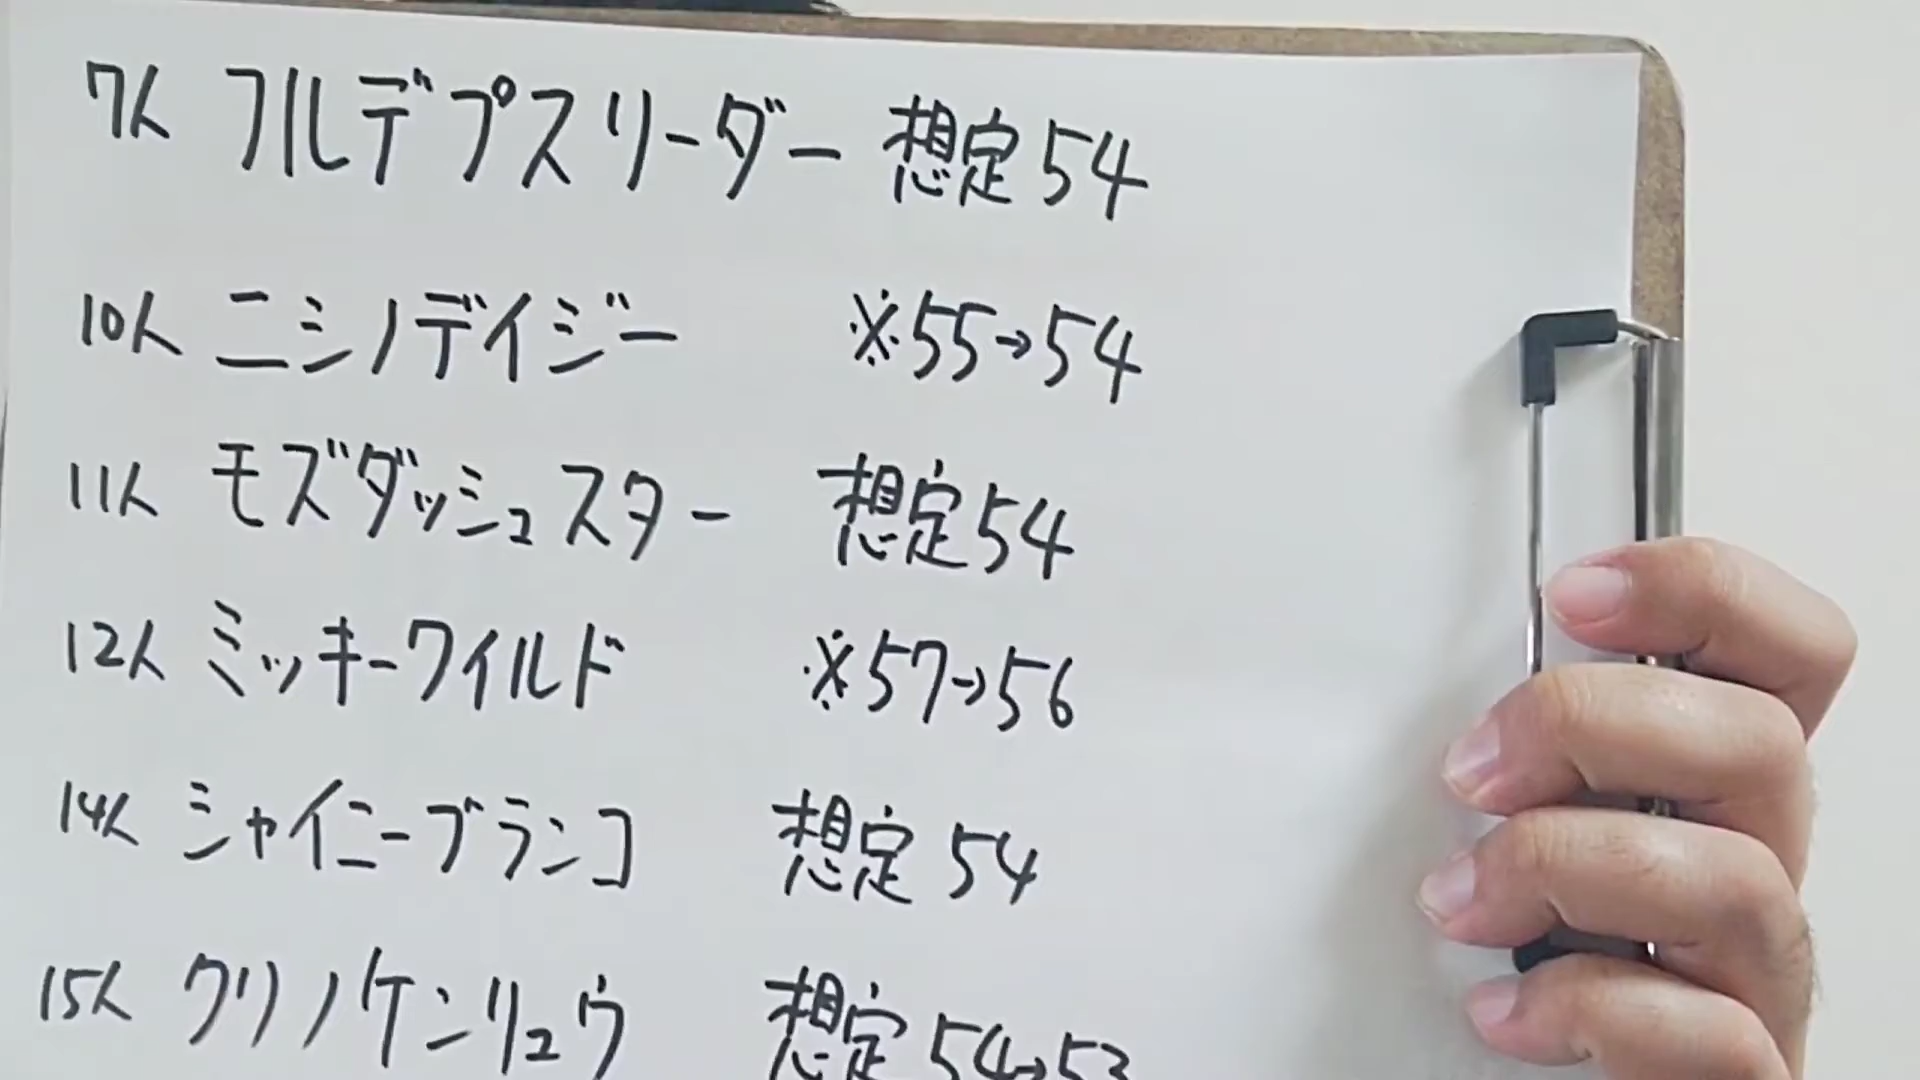 7人 フルデプスリーダー 想定54
10人 ニシノデイジー ※55→54
11人 モズダッシュスター 想定54
12人 ミッキーワイルド ※57→56
14人 シャイニーブランコ 想定 54
15人 クリノケンリュウ 想定 54→53